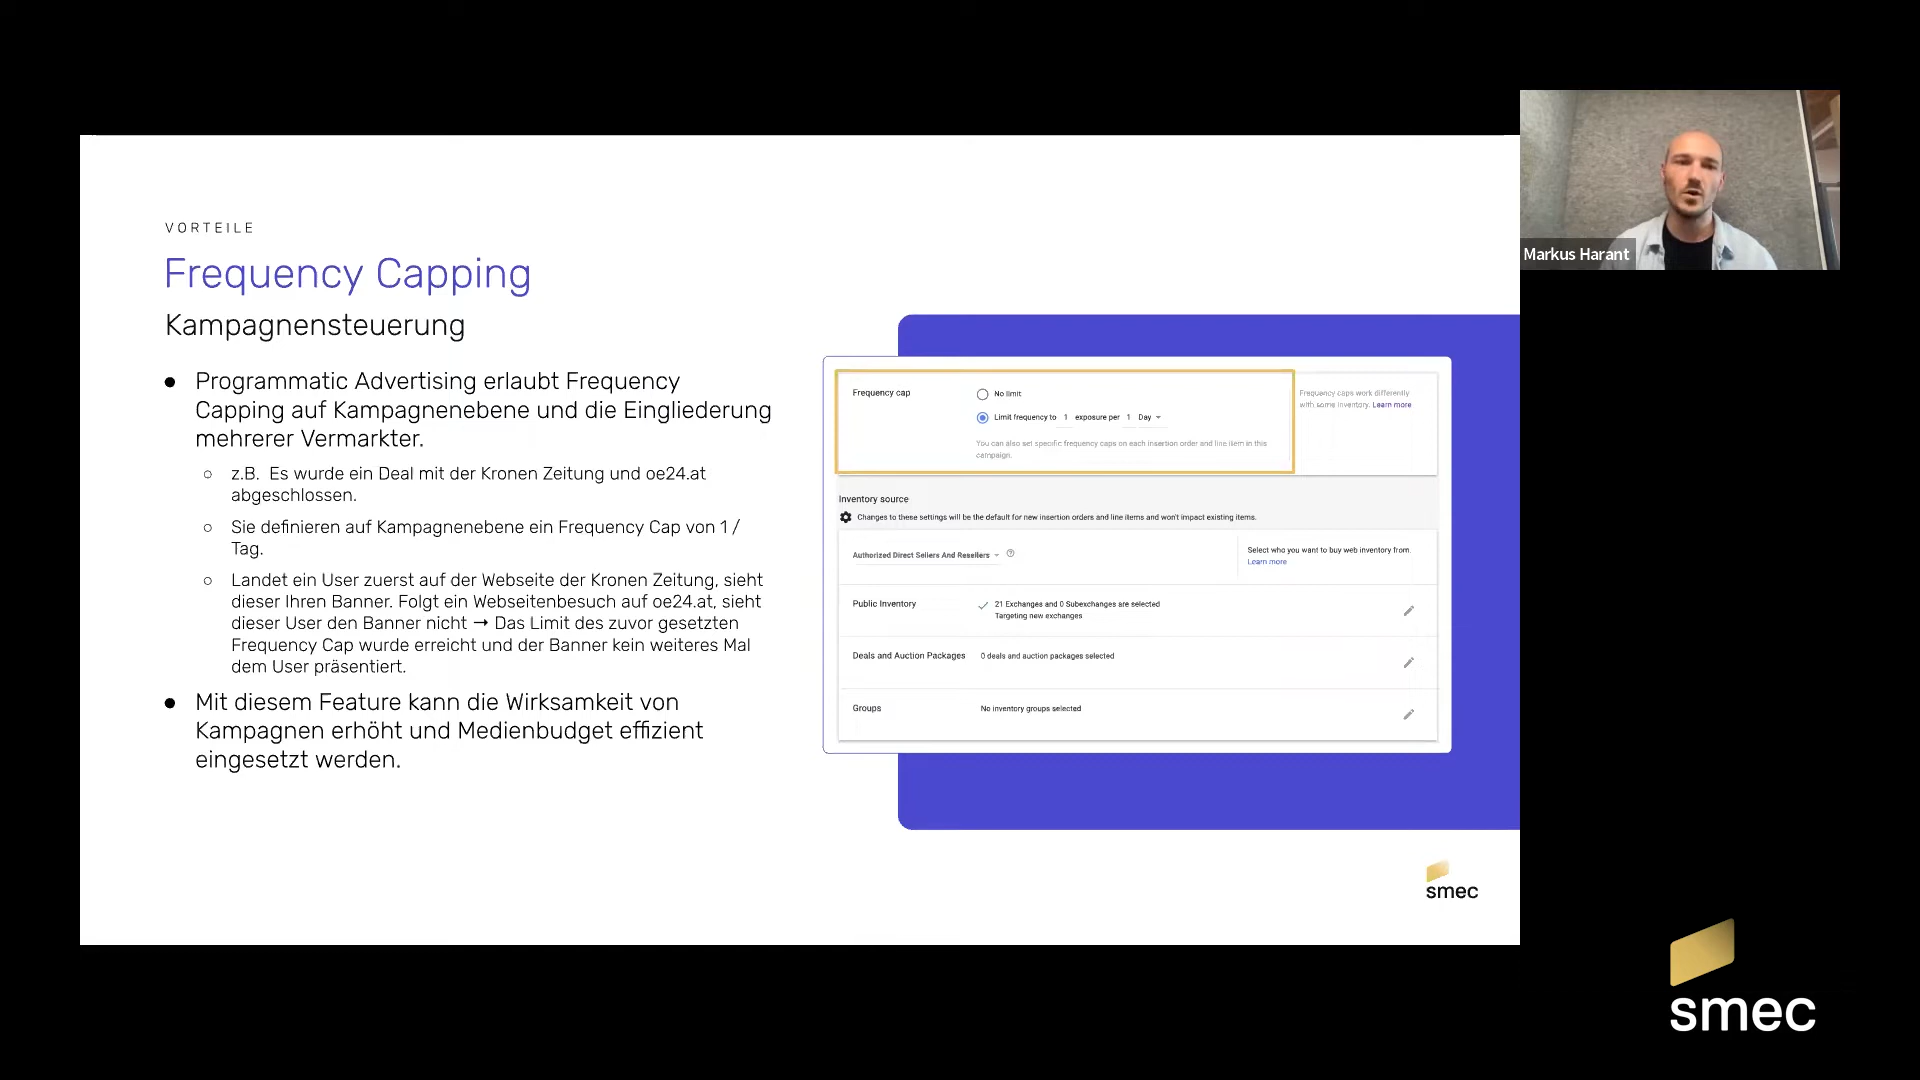 VORTEILE
Frequency Capping
Kampagnensteuerung
● Programmatic Advertising erlaubt Frequency
Capping auf Kampagnenebene und die Eingliederung
mehrerer Vermarkter.
○ z.B. Es wurde ein Deal mit der Kronen Zeitung und oe24.at
abgeschlossen.
○ Sie definieren auf Kampagnenebene ein Frequency Cap von 1 /
Tag.
○ Landet ein User zuerst auf der Webseite der Kronen Zeitung, sieht
dieser Ihren Banner. Folgt ein Webseitenbesuch auf oe24.at, sieht
dieser User den Banner nicht → Das Limit des zuvor gesetzten
Frequency Cap wurde erreicht und der Banner kein weiteres Mal
dem User präsentiert.
● Mit diesem Feature kann die Wirksamkeit von
Kampagnen erhöht und Medienbudget effizient
eingesetzt werden.
Frequency cap
No limit
Limit frequency to 1 exposure per 1 Day
You can also set specific frequency caps on each insertion order and line item in this
campaign.
Frequency caps work differently
with some inventory. Learn more
Inventory source
Changes to these settings will be the default for new insertion orders and line items and won't impact existing items.
Authorized Direct Sellers And Resellers
Select who you want to buy web inventory from.
Learn more
Public Inventory
21 Exchanges and 0 Subexchanges are selected
Targeting new exchanges
Deals and Auction Packages
0 deals and auction packages selected
Groups
No inventory groups selected
smec
Markus Harant
smec